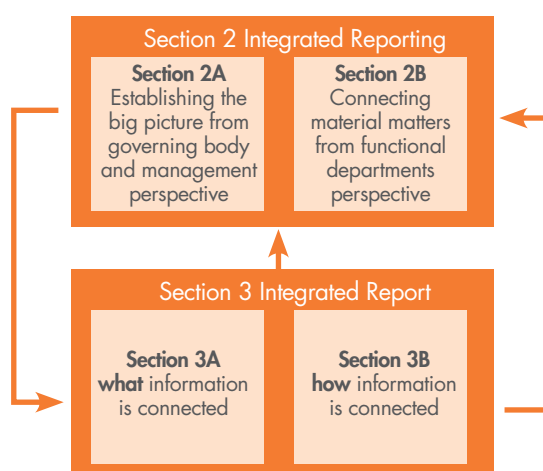 Section 2 Integrated Reporting
Section 2A
Establishing the
big picture from
governing body
and management
perspective
Section 2B
Connecting
material matters
from functional
departments
perspective
Section 3 Integrated Report
Section 3A
what information
is connected
Section 3B
how information
is connected